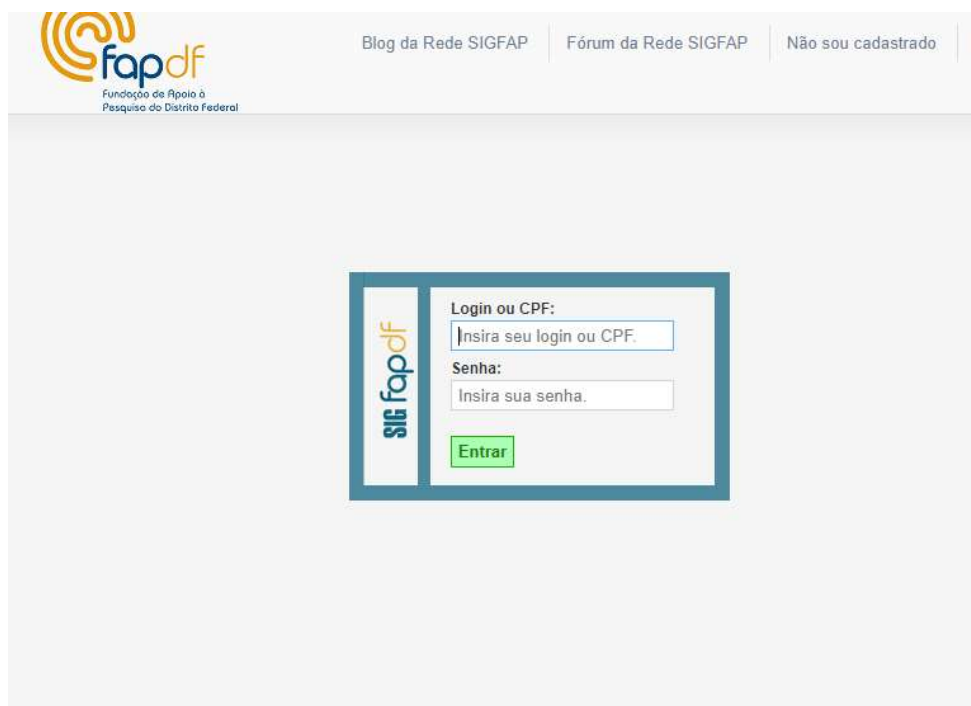 fapdf
Fundação de Apoio à
Pesquisa do Distrito Federal
Blog da Rede SIGFAP
Fórum da Rede SIGFAP
Não sou cadastrado
SIG fapdf
Login ou CPF:
Insira seu login ou CPF.
Senha:
Insira sua senha.
Entrar